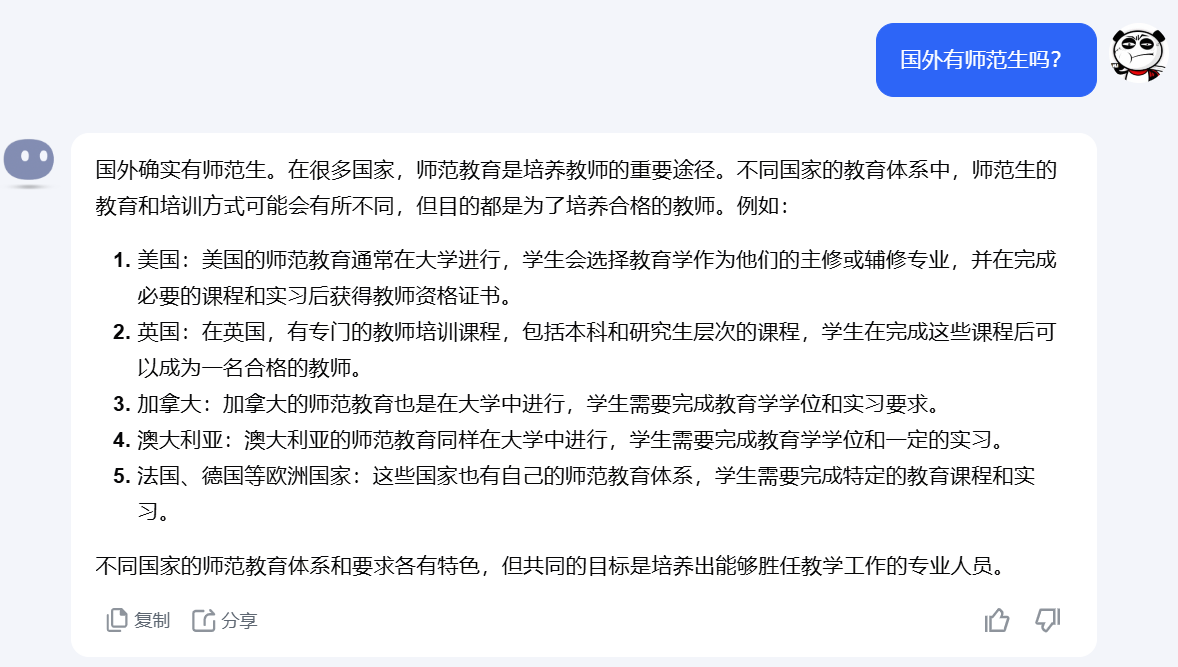 国外有师范生吗?
国外确实有师范生。在很多国家，师范教育是培养教师的重要途径。不同国家的教育体系中，师范生的
教育和培训方式可能会有所不同，但目的都是为了培养合格的教师。例如：
1. 美国：美国的师范教育通常在大学进行，学生会选择教育学作为他们的主修或辅修专业，并在完成
必要的课程和实习后获得教师资格证书。
2. 英国：在英国，有专门的教师培训课程，包括本科和研究生层次的课程，学生在完成这些课程后可
以成为一名合格的教师。
3. 加拿大：加拿大的师范教育也是在大学中进行，学生需要完成教育学学位和实习要求。
4. 澳大利亚：澳大利亚的师范教育同样在大学中进行，学生需要完成教育学学位和一定的实习。
5. 法国、德国等欧洲国家：这些国家也有自己的师范教育体系，学生需要完成特定的教育课程和实
习。
不同国家的师范教育体系和要求各有特色，但共同的目标是培养出能够胜任教学工作的专业人员。
复制 分享